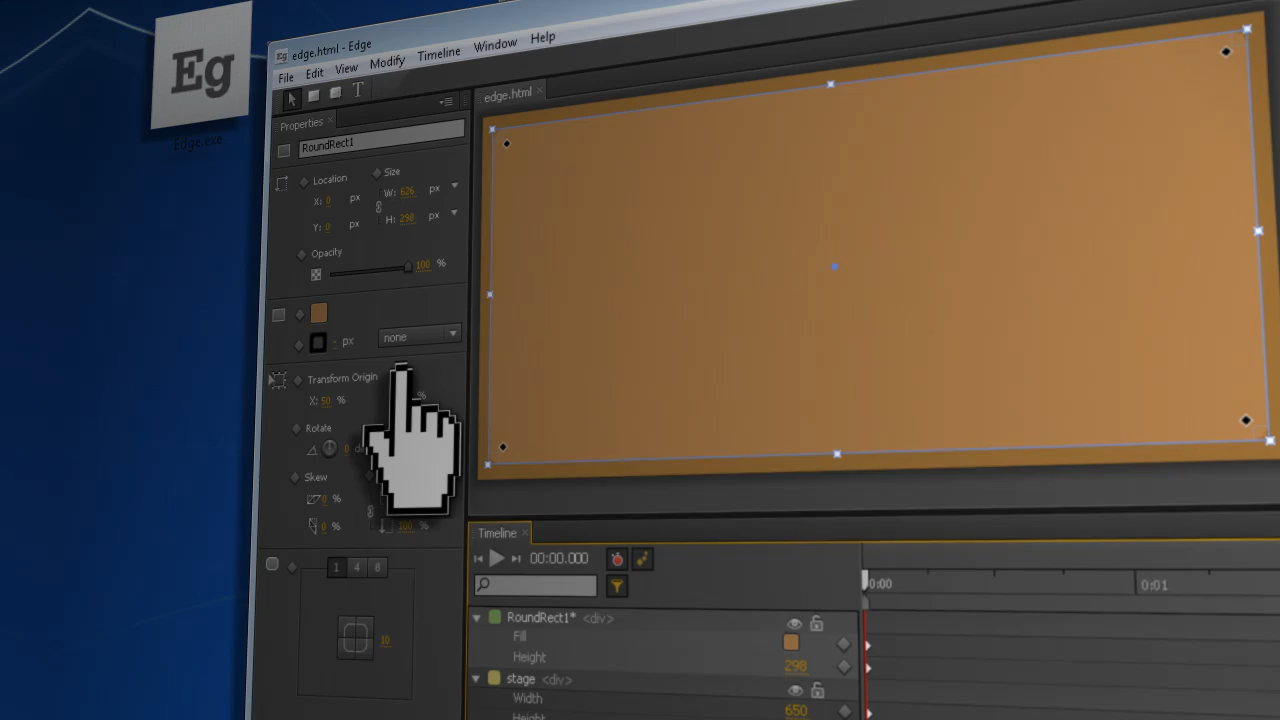 Eg
Edge.exe
Eg edge.html - Edge
File Edit View Modify Timeline Window Help
T
edge.html ×
Properties ×
RoundRect1
Location
Size
X: 0 px
W: 626 px
Y: 0 px
H: 298 px
Opacity
100 %
px
none
Transform Origin
X: 50 %
%
Rotate
0
Skew
0 %
0 %
100 %
1 4 8
10
Timeline ×
00:00.000
0:00
0:01
RoundRect1* <div>
Fill
Height
298
stage <div>
Width
650
Height